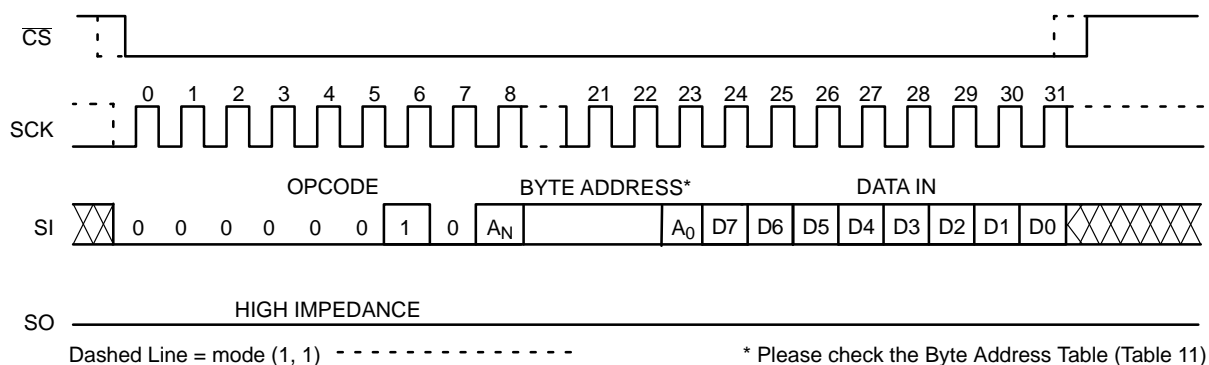 CS
0 1 2 3 4 5 6 7 8 21 22 23 24 25 26 27 28 29 30 31
SCK
OPCODE BYTE ADDRESS* DATA IN
SI 0 0 0 0 0 0 1 0 AN A0 D7 D6 D5 D4 D3 D2 D1 D0
HIGH IMPEDANCE
SO
Dashed Line = mode (1, 1) - - - - - - - - - - - - - - * Please check the Byte Address Table (Table 11)